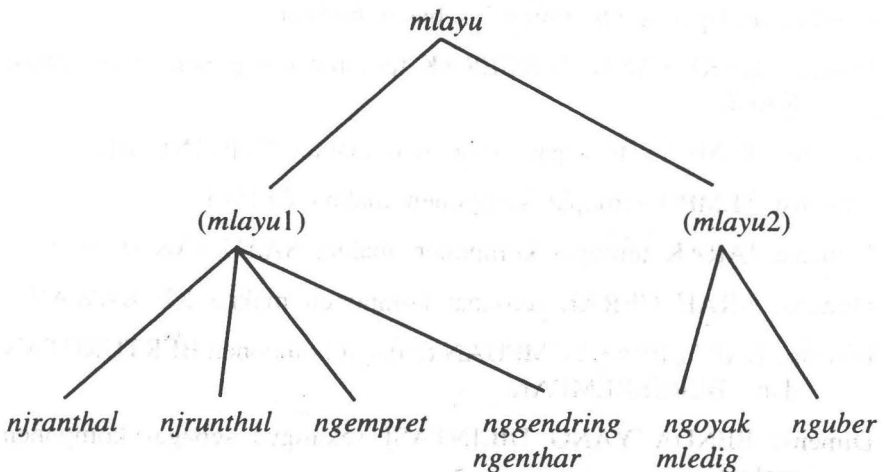 mlayu
(mlayu1) (mlayu2)
njranthal njrunthul ngempret nggendring ngoyak nguber
ngenthar mledig